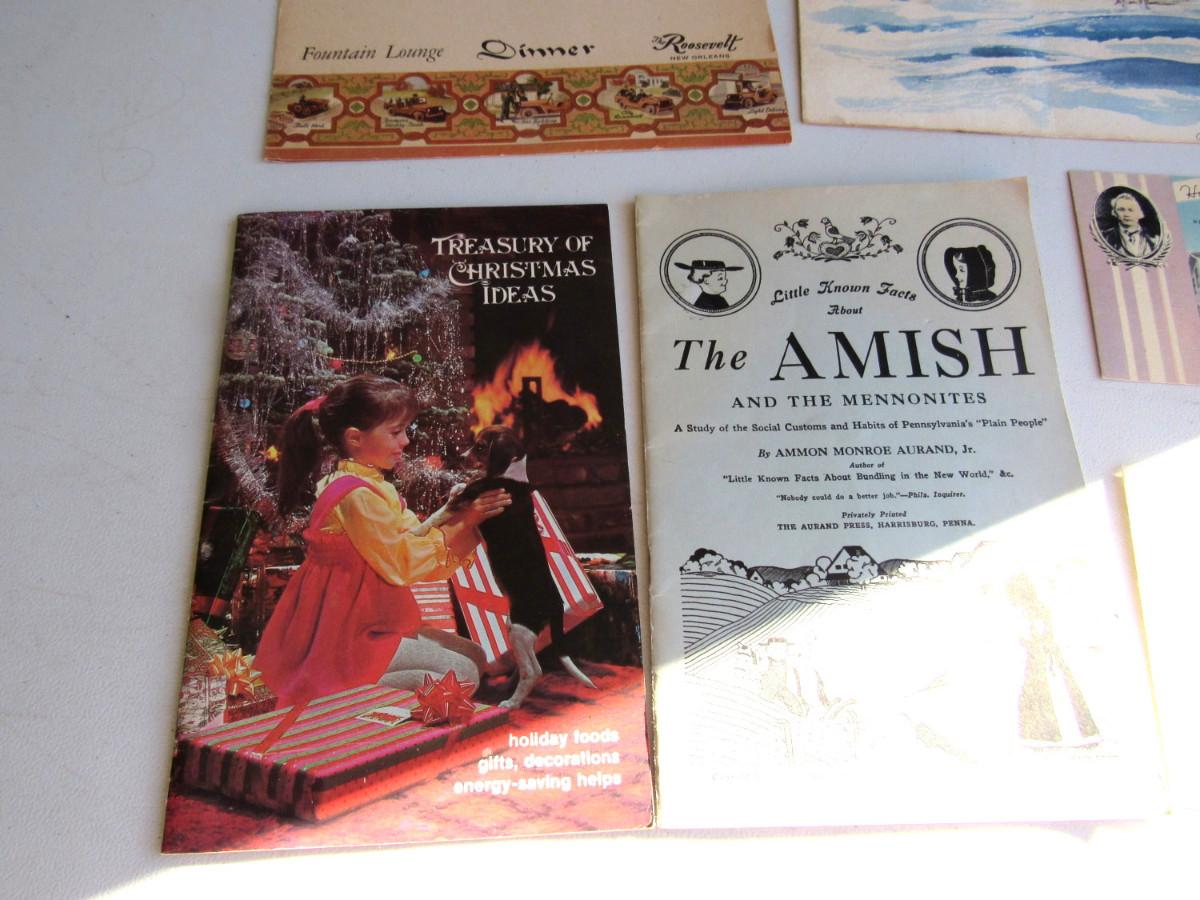 Fountain Lounge Dinner The Roosevelt
NEW ORLEANS
Light Delivery
TREASURY OF
CHRISTMAS
IDEAS
holiday foods
gifts, decorations
energy-saving helps
Little Known Facts
About
The AMISH
AND THE MENNONITES
A Study of the Social Customs and Habits of Pennsylvania's "Plain People"
By AMMON MONROE AURAND, Jr.
Author of
"Little Known Facts About Bundling in the New World," &c.
"Nobody could do a better job."—Phila. Inquirer.
Privately Printed
THE AURAND PRESS, HARRISBURG, PENNA.